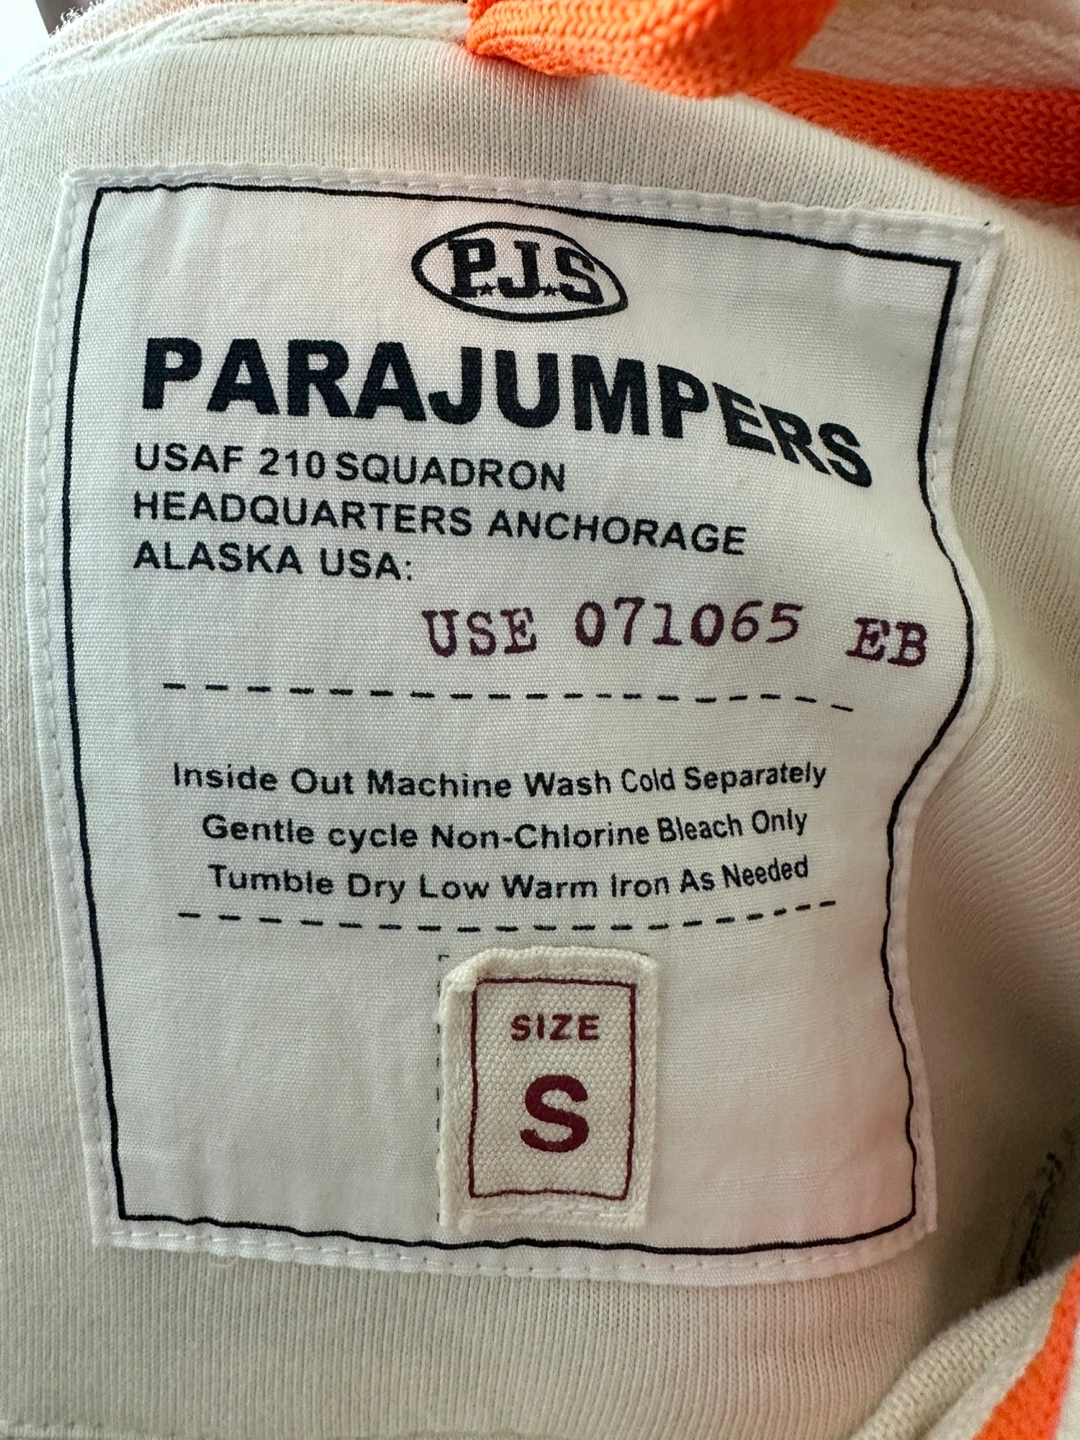 P.J.S
PARAJUMPERS
USAF 210 SQUADRON
HEADQUARTERS ANCHORAGE
ALASKA USA:
USE 071065 EB
Inside Out Machine Wash Cold Separately
Gentle cycle Non-Chlorine Bleach Only
Tumble Dry Low Warm Iron As Needed
SIZE
S